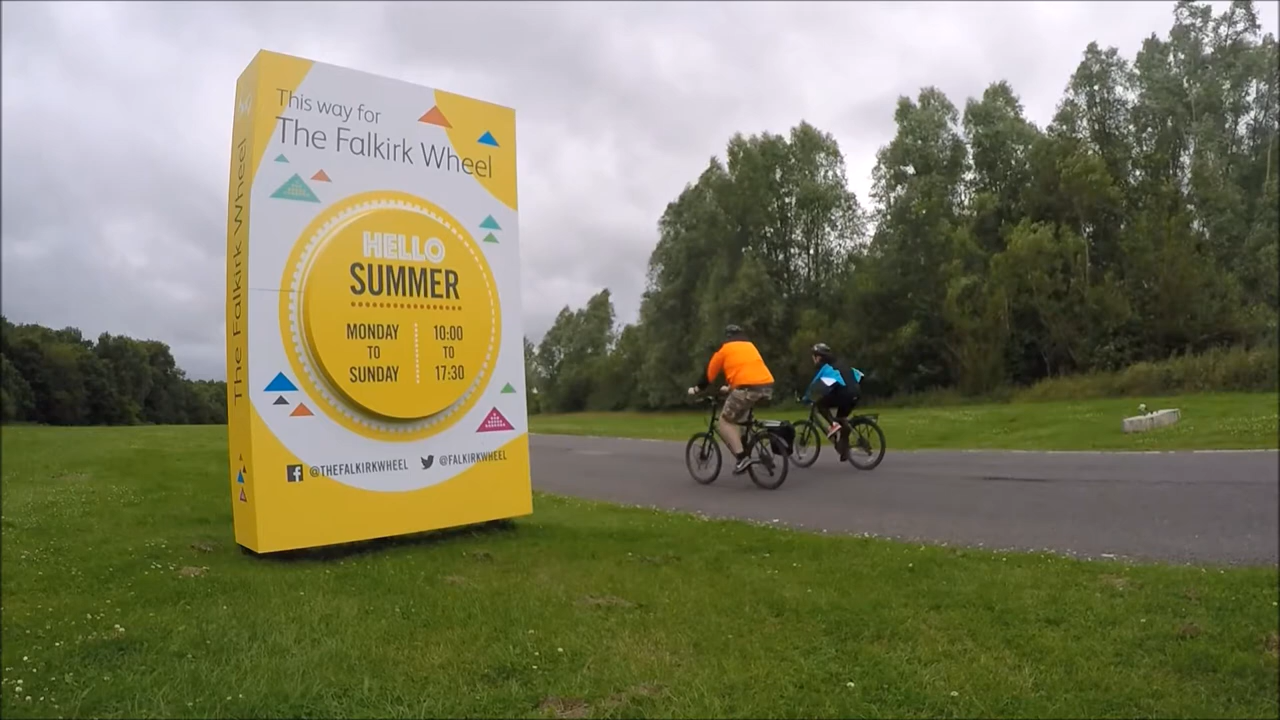 This way for
The Falkirk Wheel
The Falkirk Wheel
HELLO
SUMMER
MONDAY
TO
SUNDAY
10:00
TO
17:30
@THEFALKIRKWHEEL
@FALKIRKWHEEL